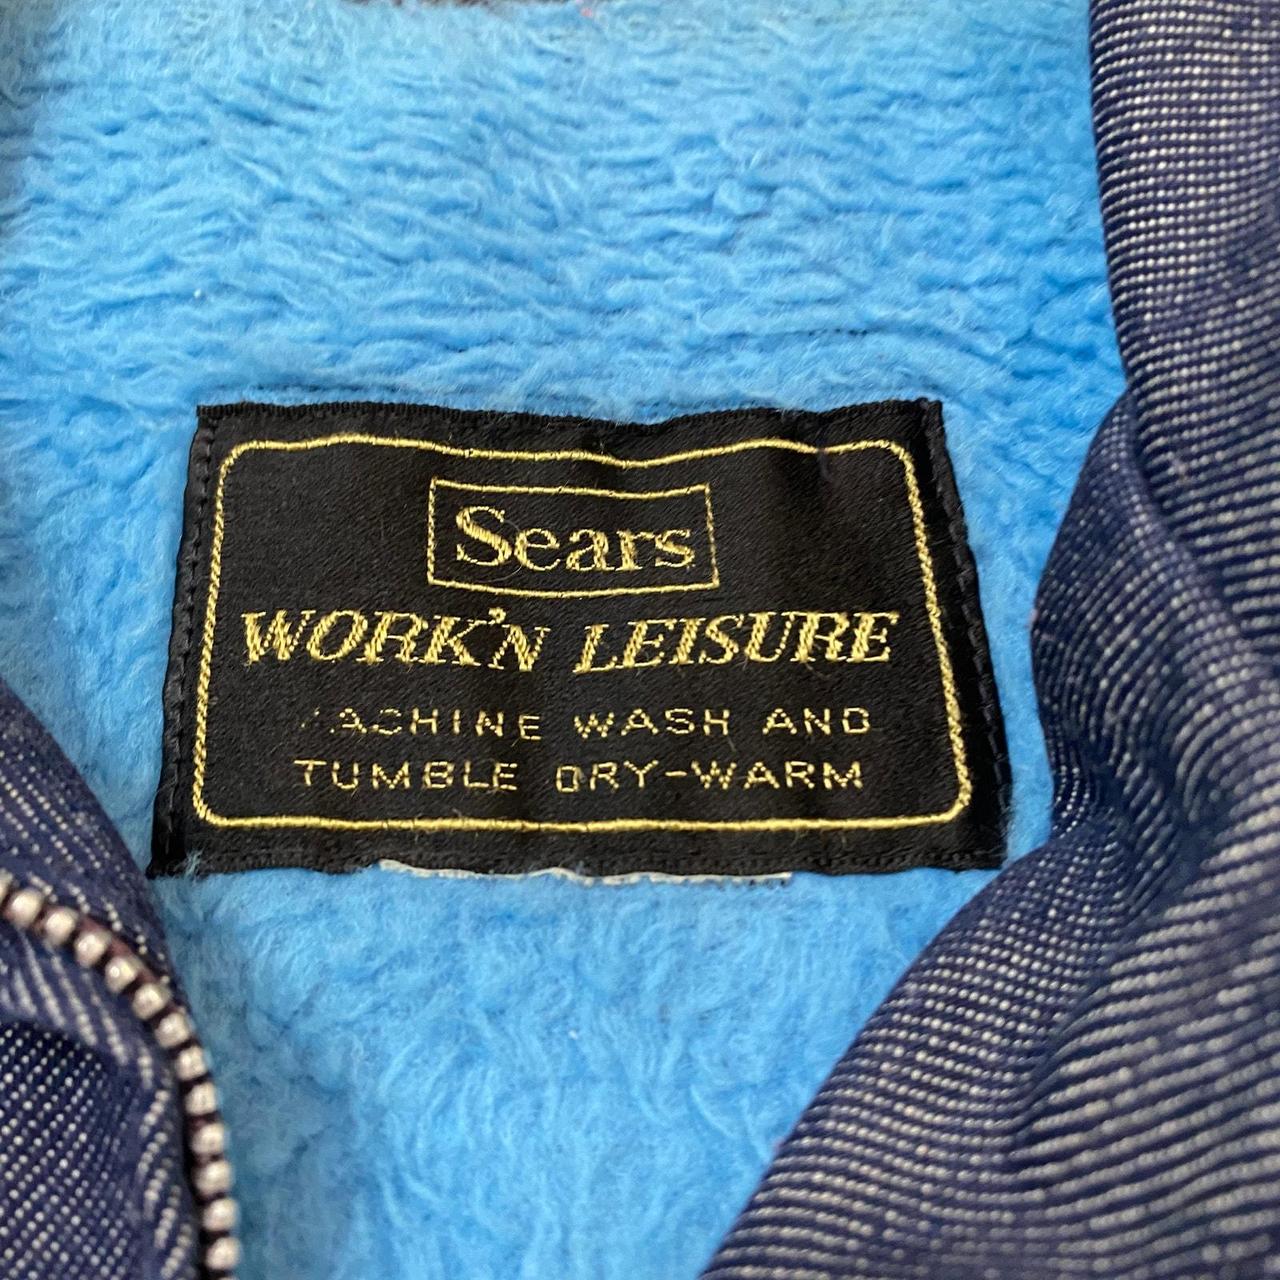 Sears
WORK'N LEISURE
MACHINE WASH AND
TUMBLE DRY-WARM